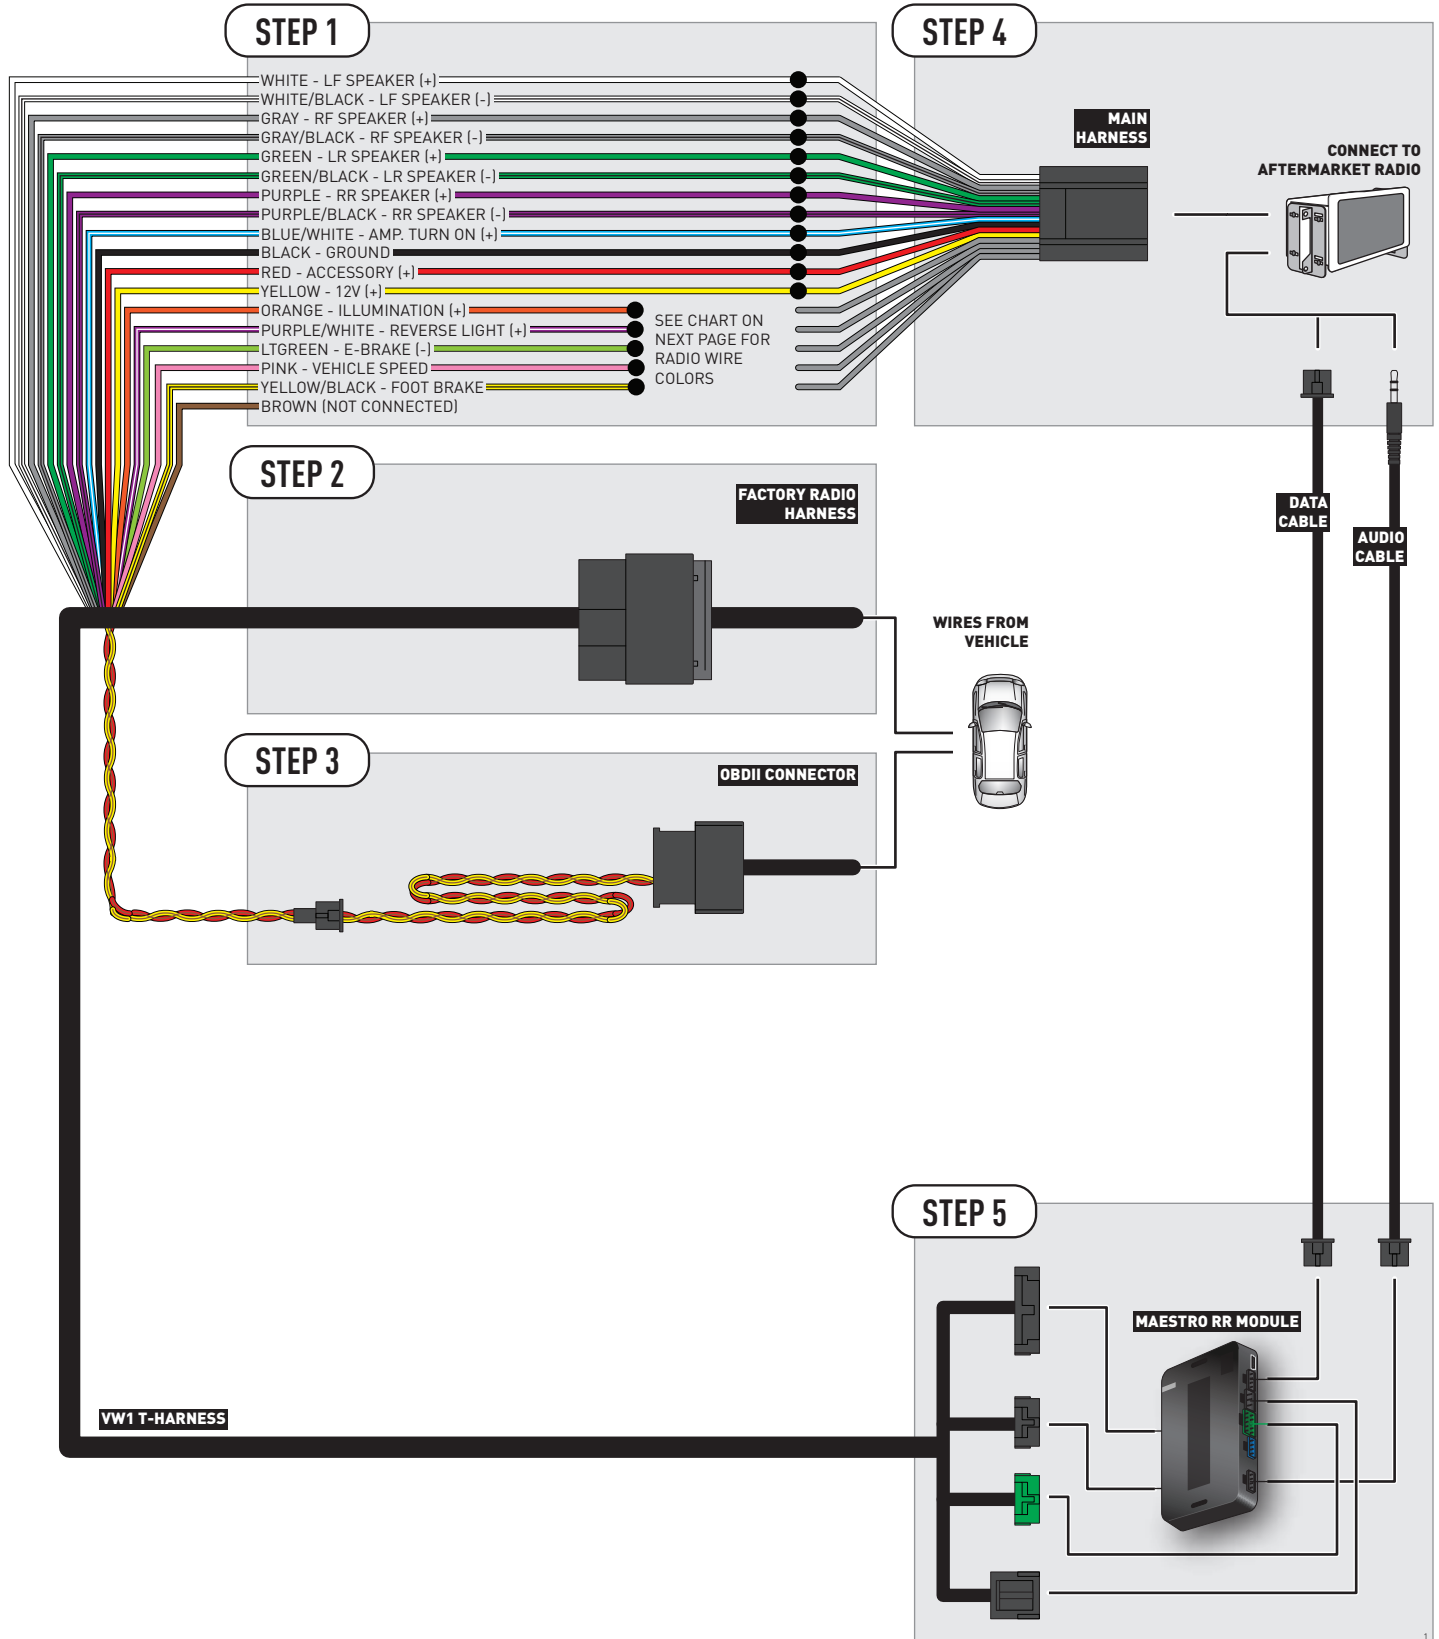 STEP 1
WHITE - LF SPEAKER (+)
WHITE/BLACK - LF SPEAKER (-)
GRAY - RF SPEAKER (+)
GRAY/BLACK - RF SPEAKER (-)
GREEN - LR SPEAKER (+)
GREEN/BLACK - LR SPEAKER (-)
PURPLE - RR SPEAKER (+)
PURPLE/BLACK - RR SPEAKER (-)
BLUE/WHITE - AMP. TURN ON (+)
BLACK - GROUND
RED - ACCESSORY (+)
YELLOW - 12V (+)
ORANGE - ILLUMINATION (+)
PURPLE/WHITE - REVERSE LIGHT (+)
LTGREEN - E-BRAKE (-)
PINK - VEHICLE SPEED
YELLOW/BLACK - FOOT BRAKE
BROWN (NOT CONNECTED)
SEE CHART ON
NEXT PAGE FOR
RADIO WIRE
COLORS
STEP 4
MAIN
HARNESS
CONNECT TO
AFTERMARKET RADIO
DATA
CABLE
AUDIO
CABLE
STEP 2
FACTORY RADIO
HARNESS
WIRES FROM
VEHICLE
STEP 3
OBDII CONNECTOR
STEP 5
MAESTRO RR MODULE
VW1 T-HARNESS
1